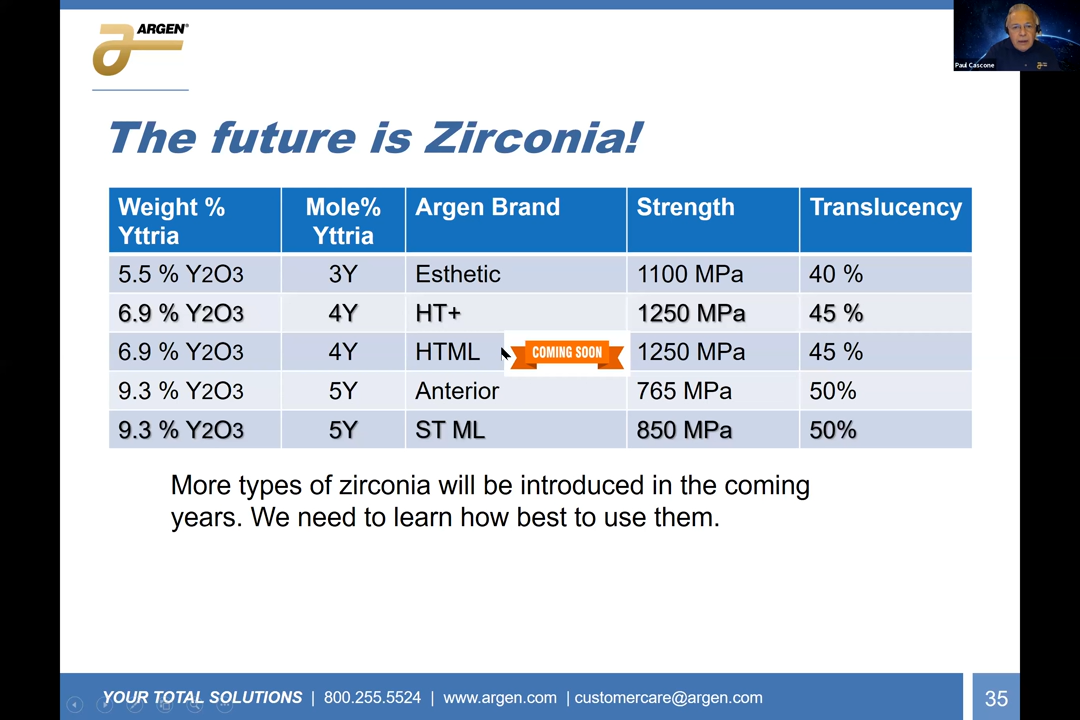 ARGEN®
Paul Cascone
The future is Zirconia!
Weight % Yttria | Mole% Yttria | Argen Brand | Strength | Translucency
5.5 % Y2O3 | 3Y | Esthetic | 1100 MPa | 40 %
6.9 % Y2O3 | 4Y | HT+ | 1250 MPa | 45 %
6.9 % Y2O3 | 4Y | HTML | COMING SOON | 1250 MPa | 45 %
9.3 % Y2O3 | 5Y | Anterior | 765 MPa | 50%
9.3 % Y2O3 | 5Y | ST ML | 850 MPa | 50%
More types of zirconia will be introduced in the coming
years. We need to learn how best to use them.
YOUR TOTAL SOLUTIONS | 800.255.5524 | www.argen.com | customercare@argen.com
35